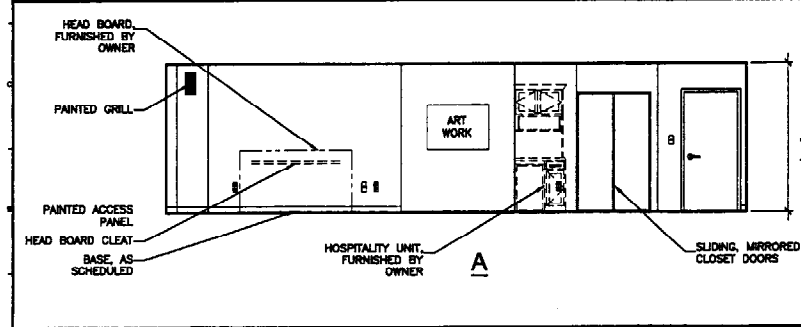 HEAD BOARD,
FURNISHED BY
OWNER
PAINTED GRILL
ART
WORK
PAINTED ACCESS
PANEL
HEAD BOARD CLEAT
BASE, AS
SCHEDULED
HOSPITALITY UNIT,
FURNISHED BY
OWNER
A
SLIDING, MIRRORED
CLOSET DOORS